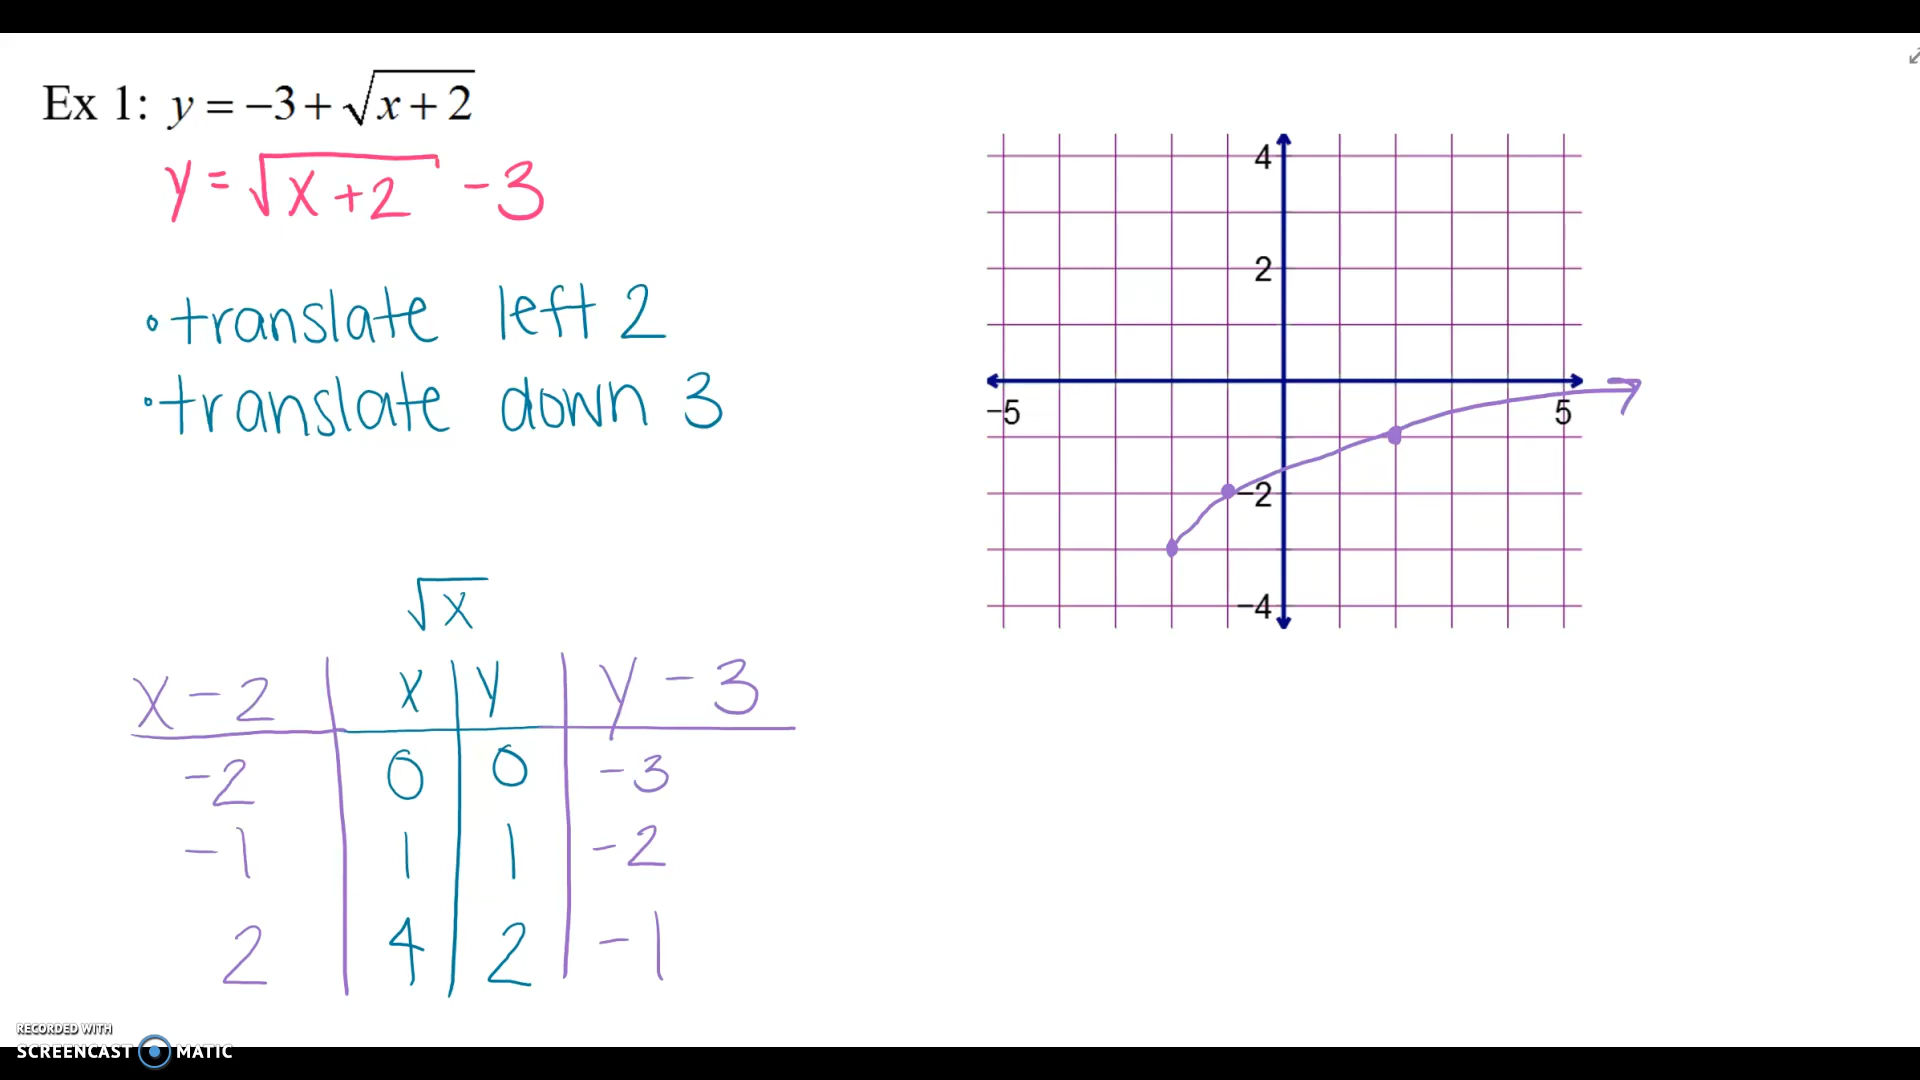 Ex 1: y = −3 + √(x + 2)
y = √(x + 2) − 3
• translate left 2
• translate down 3
√x
x − 2 | x | y | y − 3
−2 | 0 | 0 | −3
−1 | 1 | 1 | −2
2 | 4 | 2 | −1
4
2
−5
5
−2
−4
RECORDED WITH
SCREENCAST MATIC